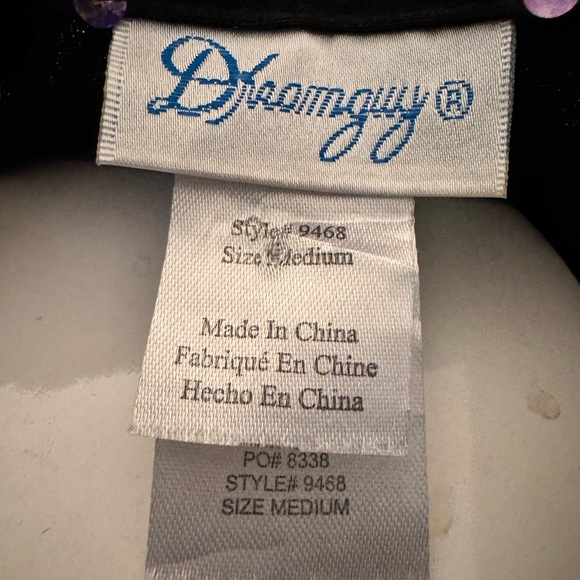 Dreamguy®
Style# 9468
Size Medium
Made In China
Fabriqué En Chine
Hecho En China
PO# 8338
STYLE# 9468
SIZE MEDIUM